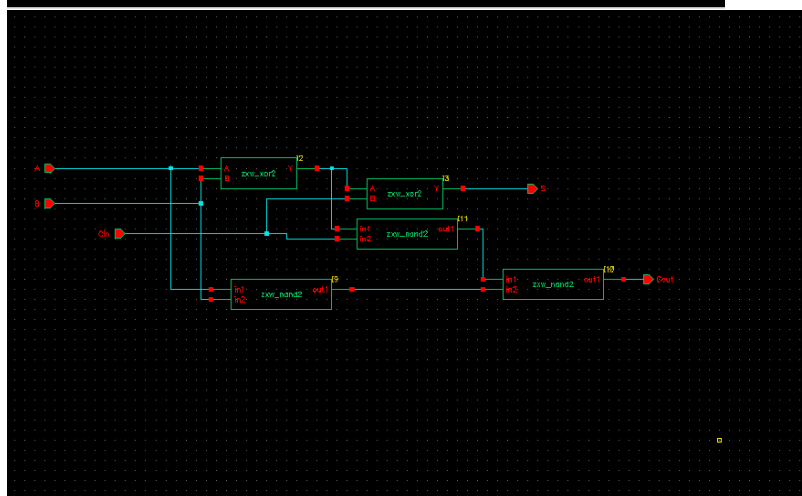 I2
A A Y
zxw_xor2
B
I3
A Y S
zxw_xor2
B
B
I11
in1 out1
Cin zxw_nand2
in2
I10
I9
in1 out1 Cout
zxw_nand2
in2
in1 out1
zxw_nand2
in2